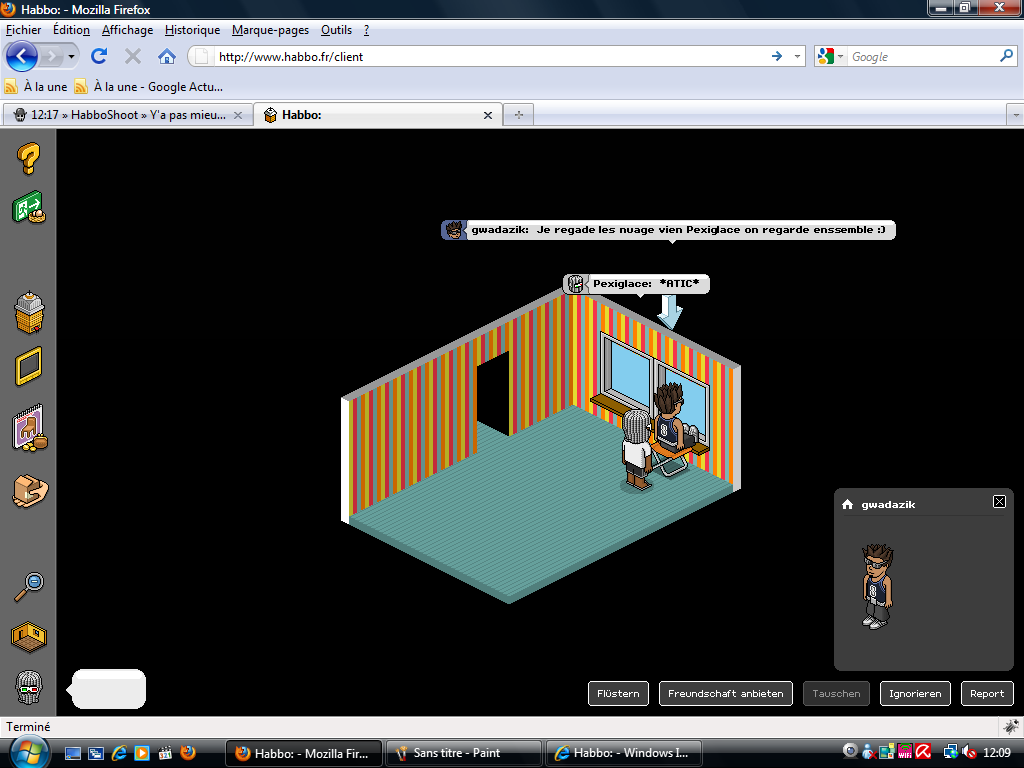 Habbo: - Mozilla Firefox
Fichier Édition Affichage Historique Marque-pages Outils ?
http://www.habbo.fr/client
Google
À la une À la une - Google Actu...
12:17 » HabboShoot » Y'a pas mieu... Habbo:
gwadazik: Je regade les nuage vien Pexiglace on regarde enssemble :)
Pexiglace: *ATIC*
8
gwadazik
8
Flüstern Freundschaft anbieten Tauschen Ignorieren Report
Terminé
Habbo: - Mozilla Fir... Sans titre - Paint Habbo: - Windows I... WIFI 12:09